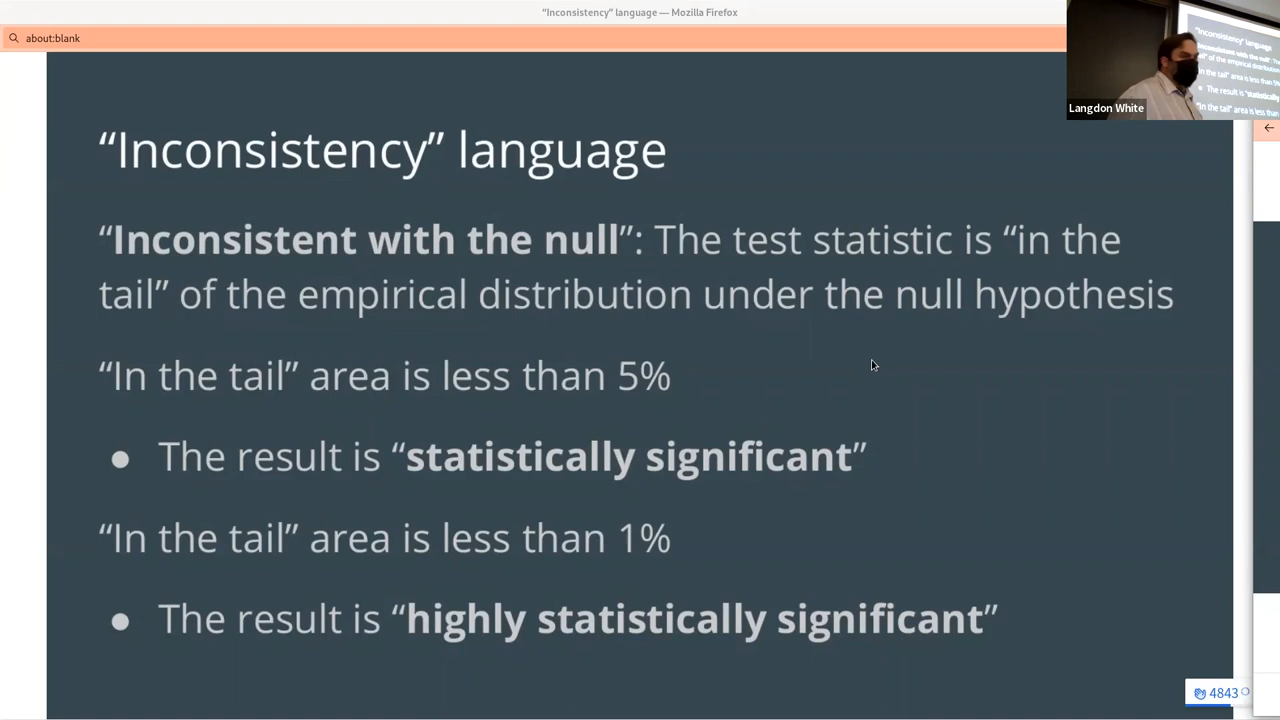 "Inconsistency" language — Mozilla Firefox
about:blank
Langdon White
“Inconsistency” language
“Inconsistent with the null”: The test statistic is “in the
tail” of the empirical distribution under the null hypothesis
“In the tail” area is less than 5%
● The result is “statistically significant”
“In the tail” area is less than 1%
● The result is “highly statistically significant”
4843